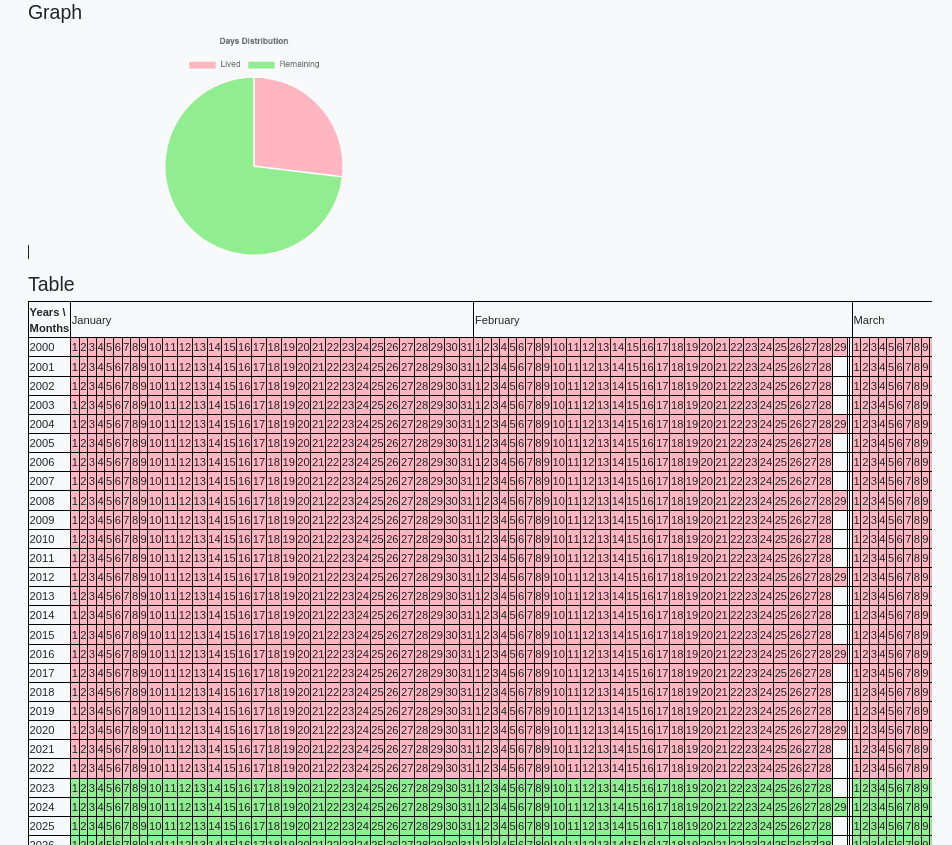 Graph
Days Distribution
Lived Remaining
Table
Years \ Months January February March
2000 1 2 3 4 5 6 7 8 9 10 11 12 13 14 15 16 17 18 19 20 21 22 23 24 25 26 27 28 29 30 31 1 2 3 4 5 6 7 8 9 10 11 12 13 14 15 16 17 18 19 20 21 22 23 24 25 26 27 28 29 1 2 3 4 5 6 7 8 9
2001 1 2 3 4 5 6 7 8 9 10 11 12 13 14 15 16 17 18 19 20 21 22 23 24 25 26 27 28 29 30 31 1 2 3 4 5 6 7 8 9 10 11 12 13 14 15 16 17 18 19 20 21 22 23 24 25 26 27 28 1 2 3 4 5 6 7 8 9
2002 1 2 3 4 5 6 7 8 9 10 11 12 13 14 15 16 17 18 19 20 21 22 23 24 25 26 27 28 29 30 31 1 2 3 4 5 6 7 8 9 10 11 12 13 14 15 16 17 18 19 20 21 22 23 24 25 26 27 28 1 2 3 4 5 6 7 8 9
2003 1 2 3 4 5 6 7 8 9 10 11 12 13 14 15 16 17 18 19 20 21 22 23 24 25 26 27 28 29 30 31 1 2 3 4 5 6 7 8 9 10 11 12 13 14 15 16 17 18 19 20 21 22 23 24 25 26 27 28 1 2 3 4 5 6 7 8 9
2004 1 2 3 4 5 6 7 8 9 10 11 12 13 14 15 16 17 18 19 20 21 22 23 24 25 26 27 28 29 30 31 1 2 3 4 5 6 7 8 9 10 11 12 13 14 15 16 17 18 19 20 21 22 23 24 25 26 27 28 29 1 2 3 4 5 6 7 8 9
2005 1 2 3 4 5 6 7 8 9 10 11 12 13 14 15 16 17 18 19 20 21 22 23 24 25 26 27 28 29 30 31 1 2 3 4 5 6 7 8 9 10 11 12 13 14 15 16 17 18 19 20 21 22 23 24 25 26 27 28 1 2 3 4 5 6 7 8 9
2006 1 2 3 4 5 6 7 8 9 10 11 12 13 14 15 16 17 18 19 20 21 22 23 24 25 26 27 28 29 30 31 1 2 3 4 5 6 7 8 9 10 11 12 13 14 15 16 17 18 19 20 21 22 23 24 25 26 27 28 1 2 3 4 5 6 7 8 9
2007 1 2 3 4 5 6 7 8 9 10 11 12 13 14 15 16 17 18 19 20 21 22 23 24 25 26 27 28 29 30 31 1 2 3 4 5 6 7 8 9 10 11 12 13 14 15 16 17 18 19 20 21 22 23 24 25 26 27 28 1 2 3 4 5 6 7 8 9
2008 1 2 3 4 5 6 7 8 9 10 11 12 13 14 15 16 17 18 19 20 21 22 23 24 25 26 27 28 29 30 31 1 2 3 4 5 6 7 8 9 10 11 12 13 14 15 16 17 18 19 20 21 22 23 24 25 26 27 28 29 1 2 3 4 5 6 7 8 9
2009 1 2 3 4 5 6 7 8 9 10 11 12 13 14 15 16 17 18 19 20 21 22 23 24 25 26 27 28 29 30 31 1 2 3 4 5 6 7 8 9 10 11 12 13 14 15 16 17 18 19 20 21 22 23 24 25 26 27 28 1 2 3 4 5 6 7 8 9
2010 1 2 3 4 5 6 7 8 9 10 11 12 13 14 15 16 17 18 19 20 21 22 23 24 25 26 27 28 29 30 31 1 2 3 4 5 6 7 8 9 10 11 12 13 14 15 16 17 18 19 20 21 22 23 24 25 26 27 28 1 2 3 4 5 6 7 8 9
2011 1 2 3 4 5 6 7 8 9 10 11 12 13 14 15 16 17 18 19 20 21 22 23 24 25 26 27 28 29 30 31 1 2 3 4 5 6 7 8 9 10 11 12 13 14 15 16 17 18 19 20 21 22 23 24 25 26 27 28 1 2 3 4 5 6 7 8 9
2012 1 2 3 4 5 6 7 8 9 10 11 12 13 14 15 16 17 18 19 20 21 22 23 24 25 26 27 28 29 30 31 1 2 3 4 5 6 7 8 9 10 11 12 13 14 15 16 17 18 19 20 21 22 23 24 25 26 27 28 29 1 2 3 4 5 6 7 8 9
2013 1 2 3 4 5 6 7 8 9 10 11 12 13 14 15 16 17 18 19 20 21 22 23 24 25 26 27 28 29 30 31 1 2 3 4 5 6 7 8 9 10 11 12 13 14 15 16 17 18 19 20 21 22 23 24 25 26 27 28 1 2 3 4 5 6 7 8 9
2014 1 2 3 4 5 6 7 8 9 10 11 12 13 14 15 16 17 18 19 20 21 22 23 24 25 26 27 28 29 30 31 1 2 3 4 5 6 7 8 9 10 11 12 13 14 15 16 17 18 19 20 21 22 23 24 25 26 27 28 1 2 3 4 5 6 7 8 9
2015 1 2 3 4 5 6 7 8 9 10 11 12 13 14 15 16 17 18 19 20 21 22 23 24 25 26 27 28 29 30 31 1 2 3 4 5 6 7 8 9 10 11 12 13 14 15 16 17 18 19 20 21 22 23 24 25 26 27 28 1 2 3 4 5 6 7 8 9
2016 1 2 3 4 5 6 7 8 9 10 11 12 13 14 15 16 17 18 19 20 21 22 23 24 25 26 27 28 29 30 31 1 2 3 4 5 6 7 8 9 10 11 12 13 14 15 16 17 18 19 20 21 22 23 24 25 26 27 28 29 1 2 3 4 5 6 7 8 9
2017 1 2 3 4 5 6 7 8 9 10 11 12 13 14 15 16 17 18 19 20 21 22 23 24 25 26 27 28 29 30 31 1 2 3 4 5 6 7 8 9 10 11 12 13 14 15 16 17 18 19 20 21 22 23 24 25 26 27 28 1 2 3 4 5 6 7 8 9
2018 1 2 3 4 5 6 7 8 9 10 11 12 13 14 15 16 17 18 19 20 21 22 23 24 25 26 27 28 29 30 31 1 2 3 4 5 6 7 8 9 10 11 12 13 14 15 16 17 18 19 20 21 22 23 24 25 26 27 28 1 2 3 4 5 6 7 8 9
2019 1 2 3 4 5 6 7 8 9 10 11 12 13 14 15 16 17 18 19 20 21 22 23 24 25 26 27 28 29 30 31 1 2 3 4 5 6 7 8 9 10 11 12 13 14 15 16 17 18 19 20 21 22 23 24 25 26 27 28 1 2 3 4 5 6 7 8 9
2020 1 2 3 4 5 6 7 8 9 10 11 12 13 14 15 16 17 18 19 20 21 22 23 24 25 26 27 28 29 30 31 1 2 3 4 5 6 7 8 9 10 11 12 13 14 15 16 17 18 19 20 21 22 23 24 25 26 27 28 29 1 2 3 4 5 6 7 8 9
2021 1 2 3 4 5 6 7 8 9 10 11 12 13 14 15 16 17 18 19 20 21 22 23 24 25 26 27 28 29 30 31 1 2 3 4 5 6 7 8 9 10 11 12 13 14 15 16 17 18 19 20 21 22 23 24 25 26 27 28 1 2 3 4 5 6 7 8 9
2022 1 2 3 4 5 6 7 8 9 10 11 12 13 14 15 16 17 18 19 20 21 22 23 24 25 26 27 28 29 30 31 1 2 3 4 5 6 7 8 9 10 11 12 13 14 15 16 17 18 19 20 21 22 23 24 25 26 27 28 1 2 3 4 5 6 7 8 9
2023 1 2 3 4 5 6 7 8 9 10 11 12 13 14 15 16 17 18 19 20 21 22 23 24 25 26 27 28 29 30 31 1 2 3 4 5 6 7 8 9 10 11 12 13 14 15 16 17 18 19 20 21 22 23 24 25 26 27 28 1 2 3 4 5 6 7 8 9
2024 1 2 3 4 5 6 7 8 9 10 11 12 13 14 15 16 17 18 19 20 21 22 23 24 25 26 27 28 29 30 31 1 2 3 4 5 6 7 8 9 10 11 12 13 14 15 16 17 18 19 20 21 22 23 24 25 26 27 28 29 1 2 3 4 5 6 7 8 9
2025 1 2 3 4 5 6 7 8 9 10 11 12 13 14 15 16 17 18 19 20 21 22 23 24 25 26 27 28 29 30 31 1 2 3 4 5 6 7 8 9 10 11 12 13 14 15 16 17 18 19 20 21 22 23 24 25 26 27 28 1 2 3 4 5 6 7 8 9